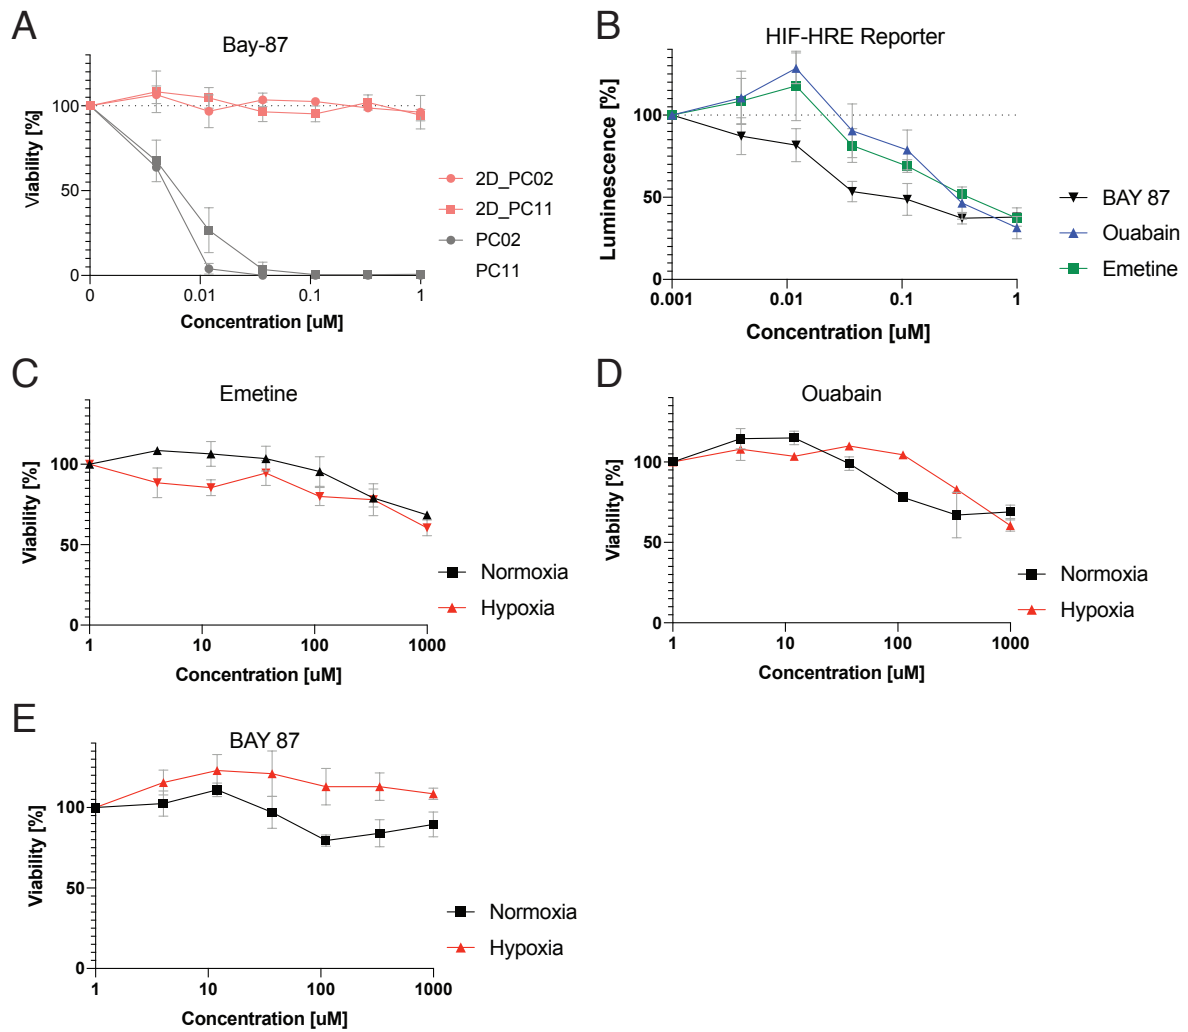 A
Bay-87
Viability [%]
100
50
0
0
0.01
0.1
1
Concentration [uM]
2D_PC02
2D_PC11
PC02
PC11
B
HIF-HRE Reporter
Luminescence [%]
100
50
0
0.001
0.01
0.1
1
Concentration [uM]
BAY 87
Ouabain
Emetine
C
Emetine
Viability [%]
100
50
0
1
10
100
1000
Concentration [uM]
Normoxia
Hypoxia
D
Ouabain
Viability [%]
100
50
0
1
10
100
1000
Concentration [uM]
Normoxia
Hypoxia
E
BAY 87
Viability [%]
100
50
0
1
10
100
1000
Concentration [uM]
Normoxia
Hypoxia